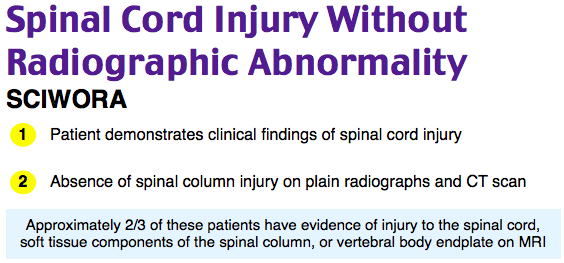 Spinal Cord Injury Without
Radiographic Abnormality
SCIWORA
1 Patient demonstrates clinical findings of spinal cord injury
2 Absence of spinal column injury on plain radiographs and CT scan
Approximately 2/3 of these patients have evidence of injury to the spinal cord,
soft tissue components of the spinal column, or vertebral body endplate on MRI